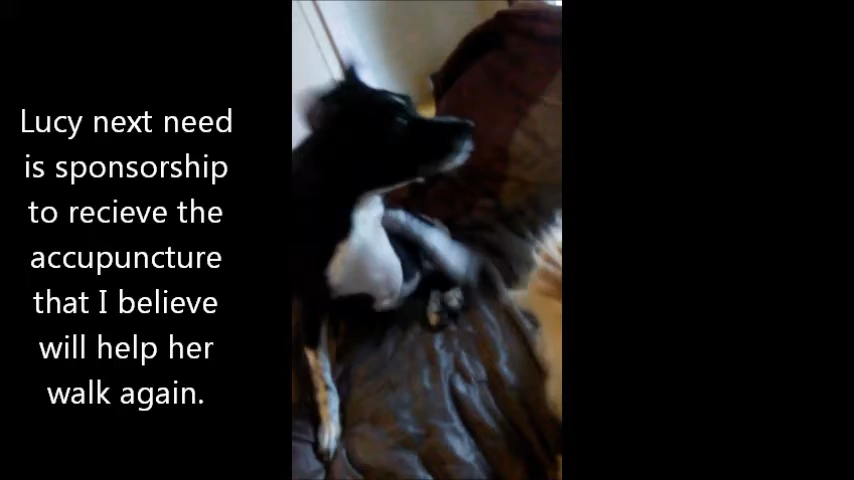 Lucy next need
is sponsorship
to recieve the
accupuncture
that I believe
will help her
walk again.